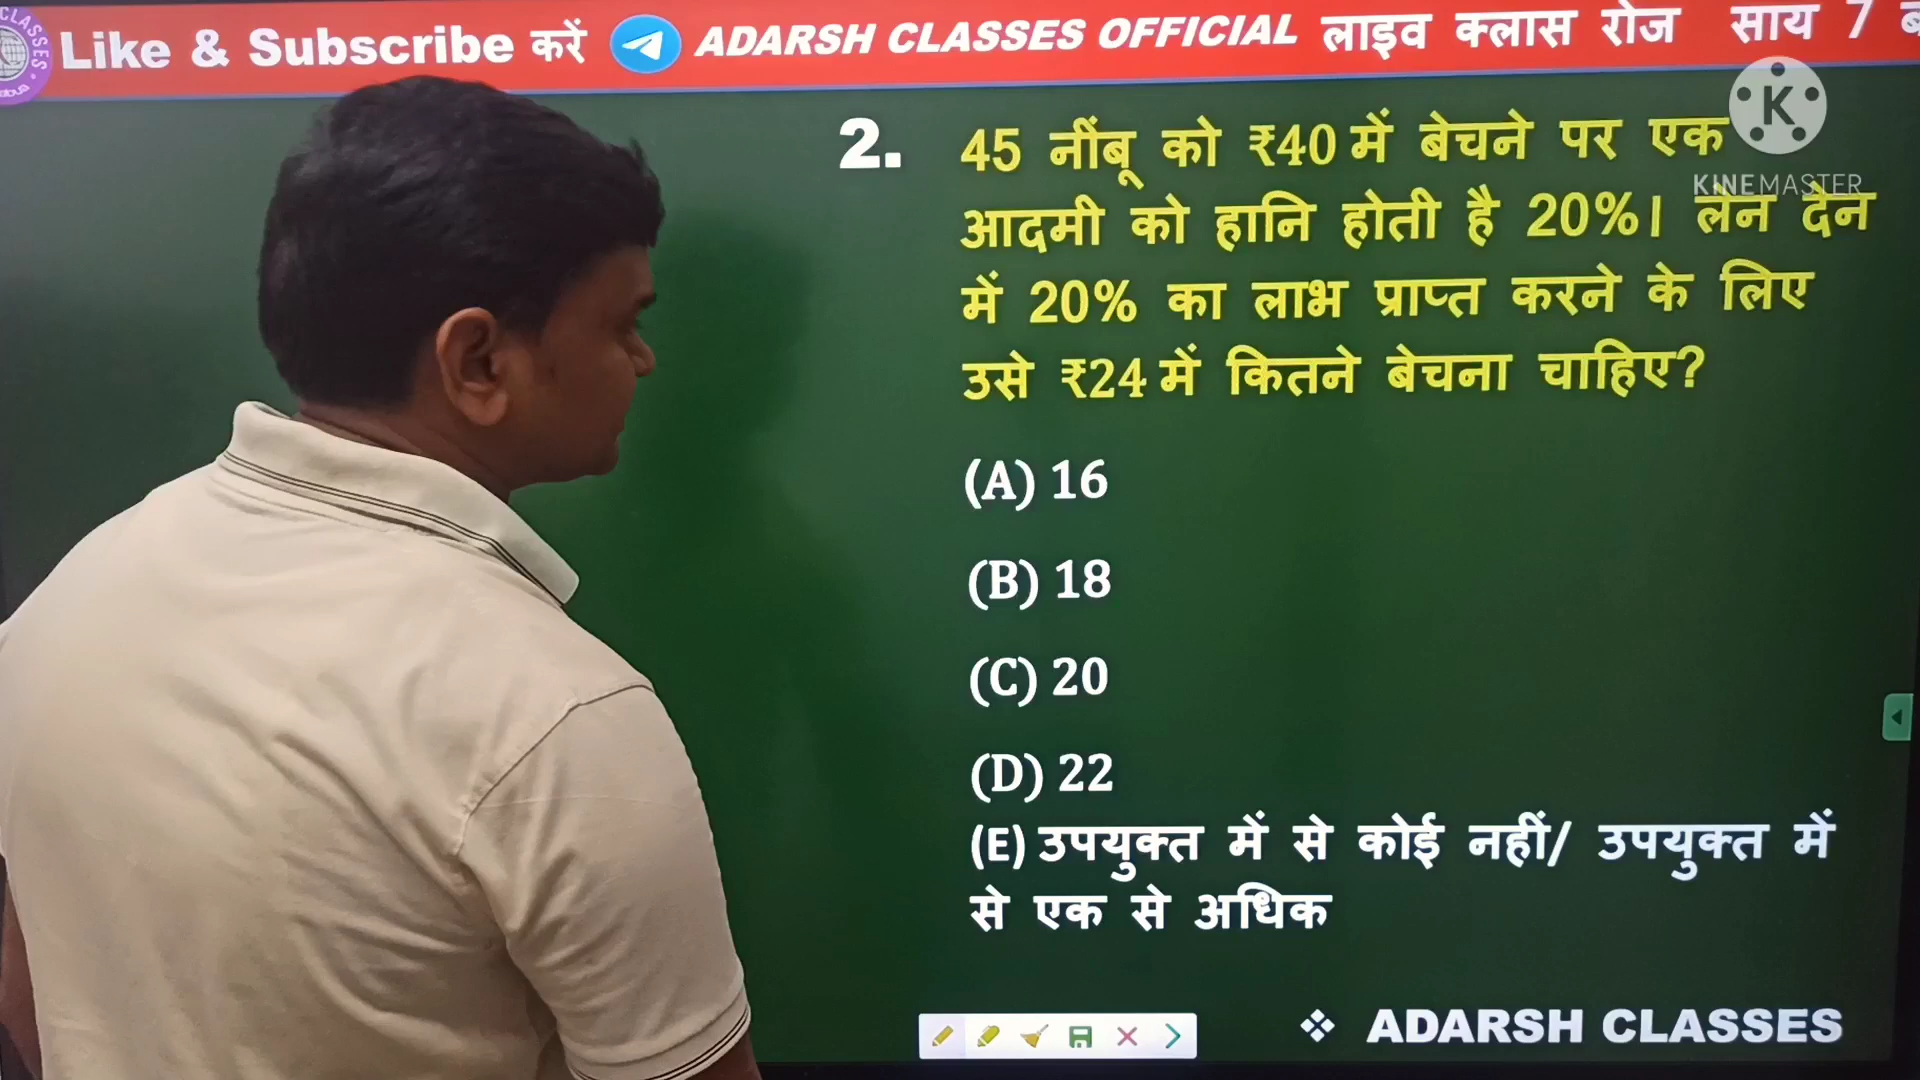 CLASSES
Like & Subscribe करें ADARSH CLASSES OFFICIAL लाइव क्लास रोज साय 7
K
KINEMASTER
2. 45 नींबू को ₹40 में बेचने पर एक
आदमी को हानि होती है 20%। लेन देन
में 20% का लाभ प्राप्त करने के लिए
उसे ₹24 में कितने बेचना चाहिए?
(A) 16
(B) 18
(C) 20
(D) 22
(E) उपयुक्त में से कोई नहीं/ उपयुक्त में
से एक से अधिक
❖ ADARSH CLASSES